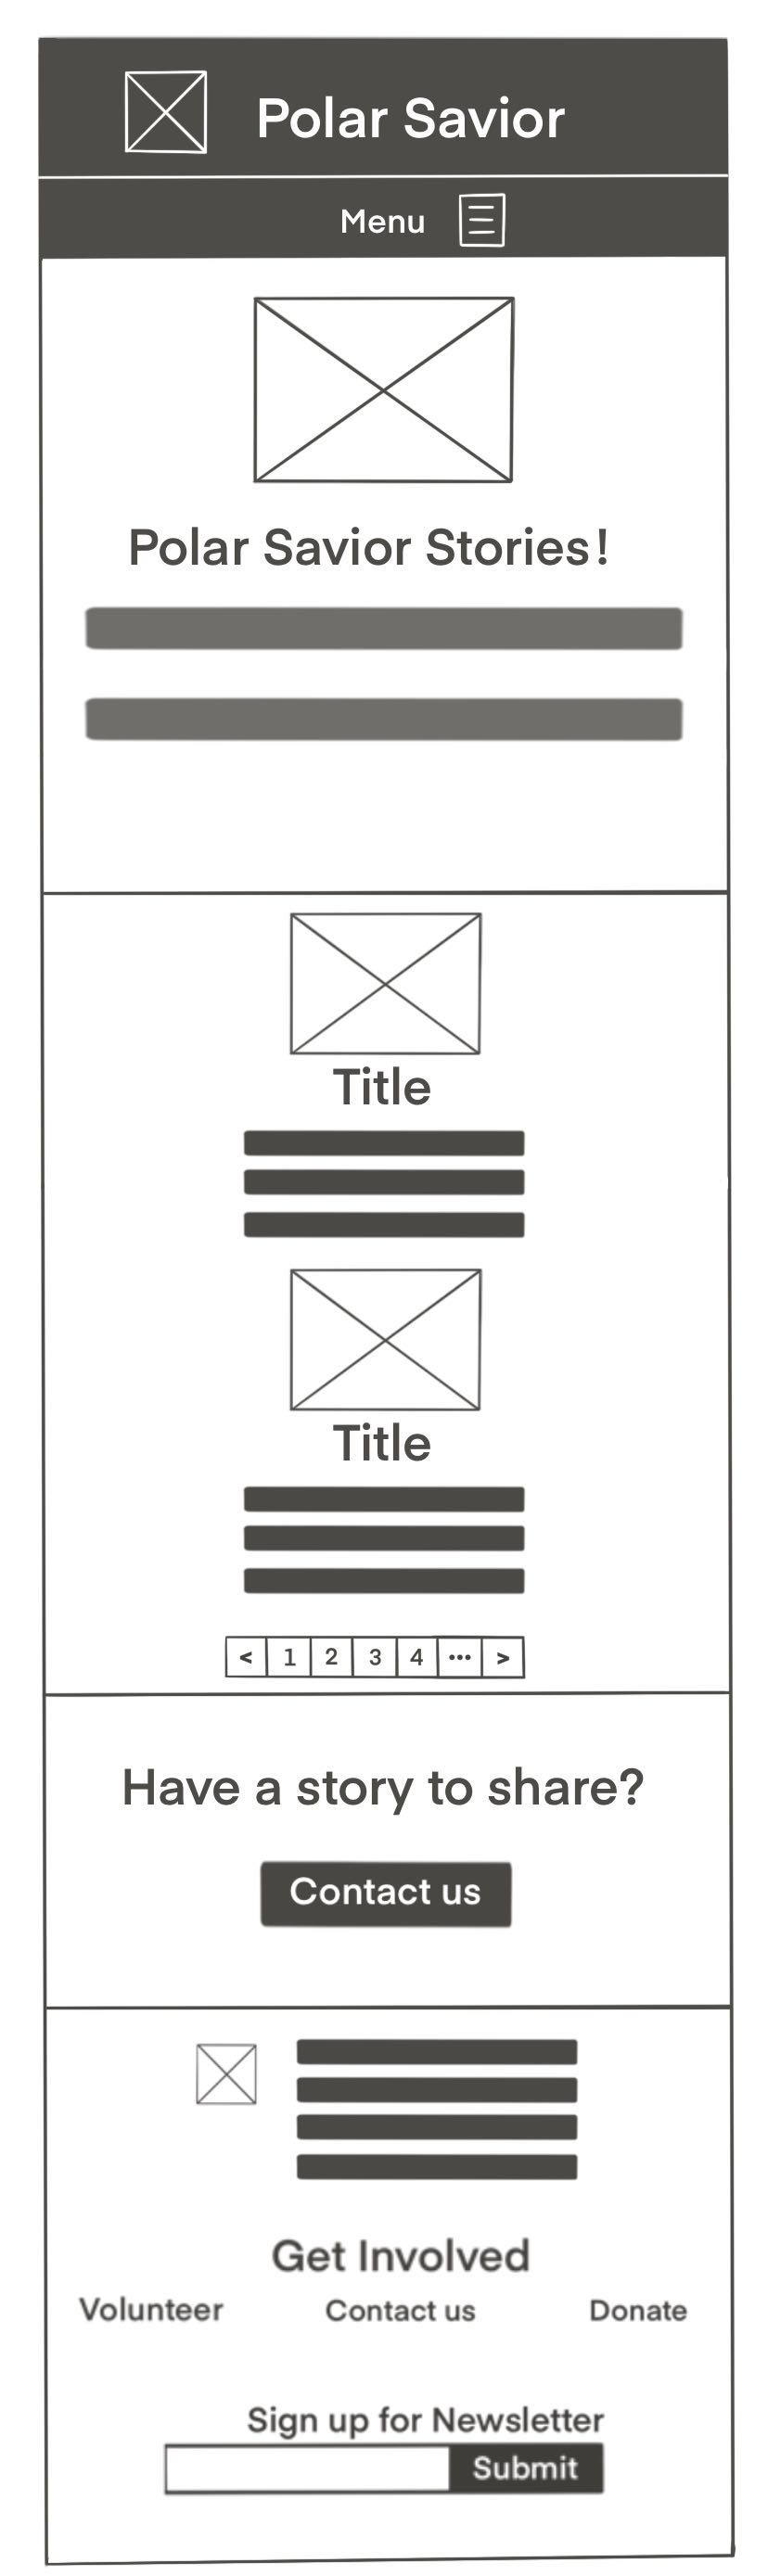 Polar Savior
Menu
Polar Savior Stories!
Title
Title
< 1 2 3 4 ••• >
Have a story to share?
Contact us
Get Involved
Volunteer Contact us Donate
Sign up for Newsletter
Submit